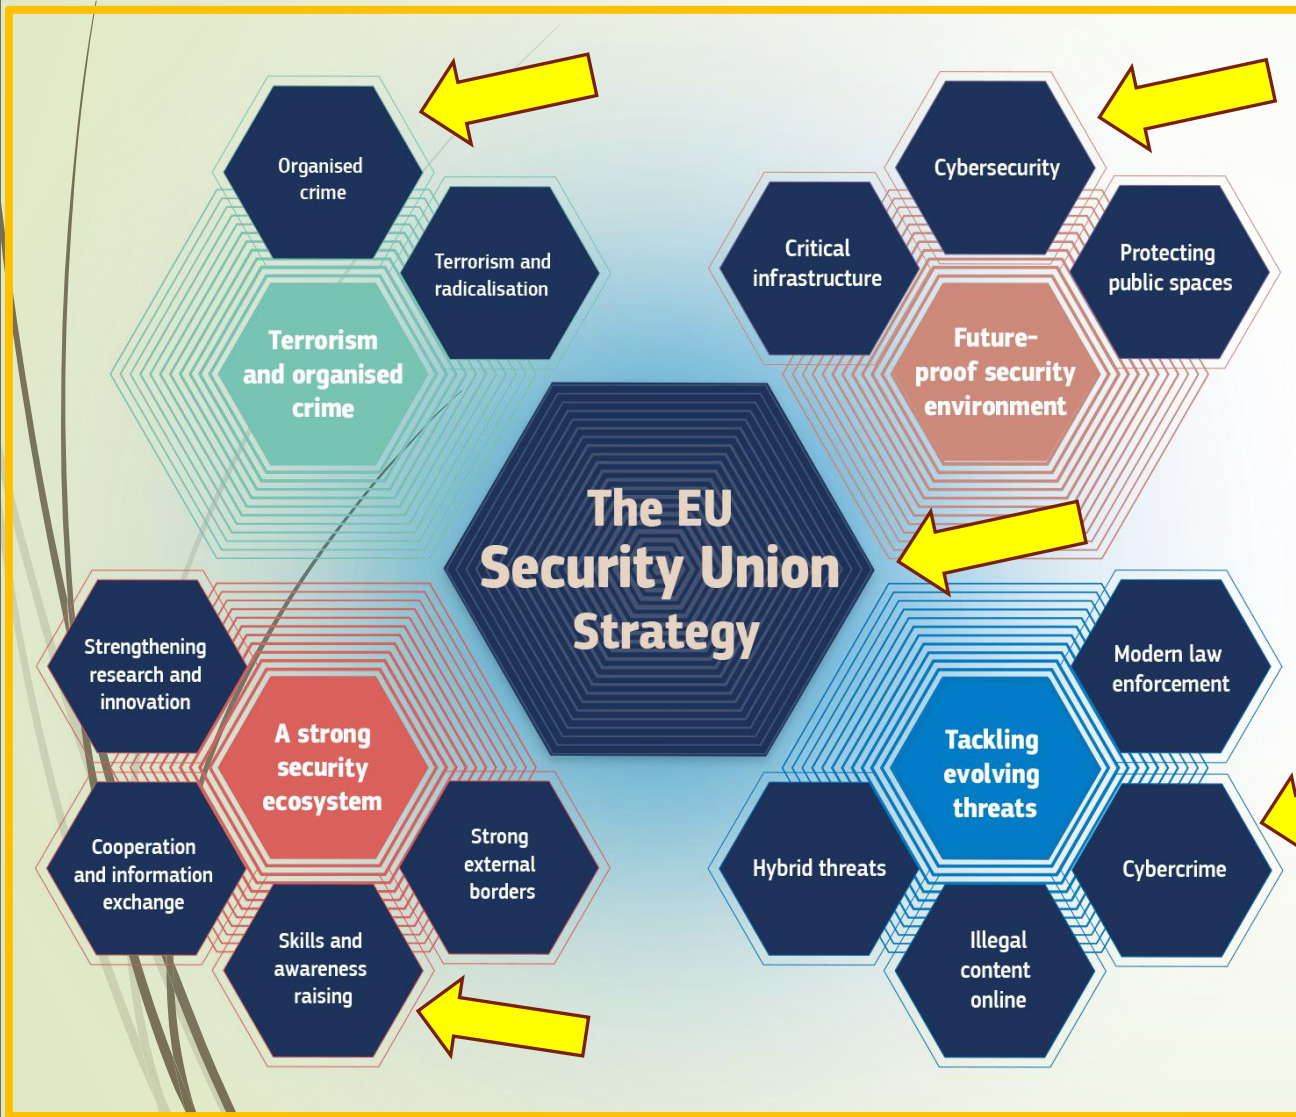 Organised
crime
Terrorism and
radicalisation
Terrorism
and organised
crime
Cybersecurity
Critical
infrastructure
Protecting
public spaces
Future-
proof security
environment
The EU
Security Union
Strategy
Strengthening
research and
innovation
A strong
security
ecosystem
Cooperation
and information
exchange
Strong
external
borders
Skills and
awareness
raising
Modern law
enforcement
Tackling
evolving
threats
Hybrid threats
Cybercrime
Illegal
content
online